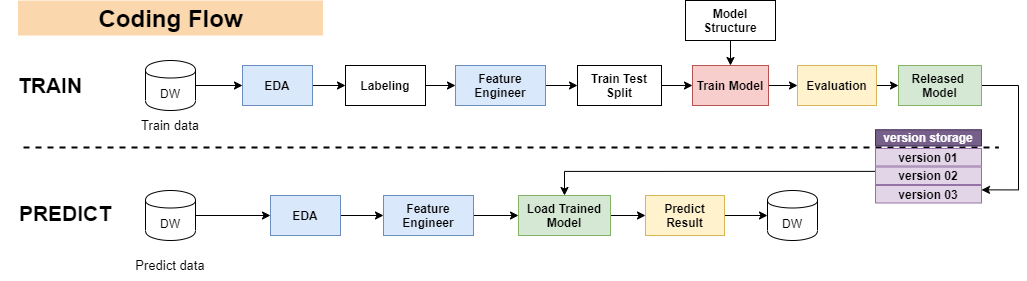 Coding Flow
Model
Structure
TRAIN
DW
EDA
Labeling
Feature
Engineer
Train Test
Split
Train Model
Evaluation
Released
Model
Train data
version storage
version 01
version 02
version 03
PREDICT
DW
EDA
Feature
Engineer
Load Trained
Model
Predict
Result
DW
Predict data